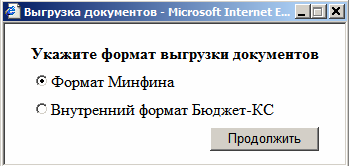 Выгрузка документов - Microsoft Internet E...
Укажите формат выгрузки документов
Формат Минфина
Внутренний формат Бюджет-КС
Продолжить